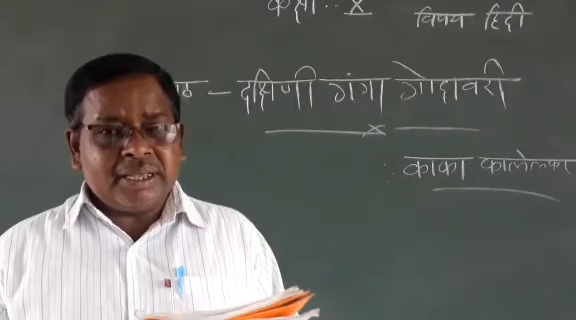 कक्षा :. X
विषय हिंदी
ठ :- दक्षिणी गंगा गोदावरी
X
: काका कालेलकर